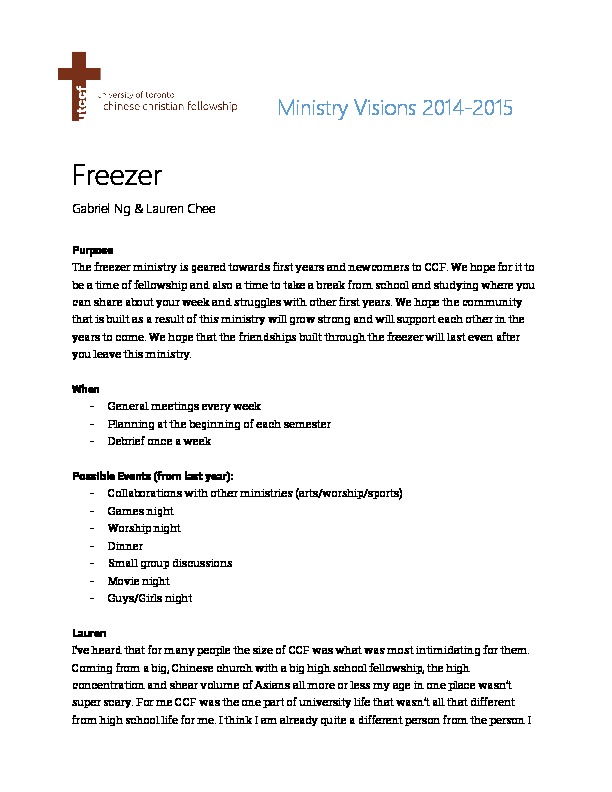 utccf
university of toronto
chinese christian fellowship
Ministry Visions 2014-2015
Freezer
Gabriel Ng & Lauren Chee
Purpose
The freezer ministry is geared towards first years and newcomers to CCF. We hope for it to
be a time of fellowship and also a time to take a break from school and studying where you
can share about your week and struggles with other first years. We hope the community
that is built as a result of this ministry will grow strong and will support each other in the
years to come. We hope that the friendships built through the freezer will last even after
you leave this ministry.
When
- General meetings every week
- Planning at the beginning of each semester
- Debrief once a week
Possible Events (from last year):
- Collaborations with other ministries (arts/worship/sports)
- Games night
- Worship night
- Dinner
- Small group discussions
- Movie night
- Guys/Girls night
Lauren
I've heard that for many people the size of CCF was what was most intimidating for them.
Coming from a big, Chinese church with a big high school fellowship, the high
concentration and shear volume of Asians all more or less my age in one place wasn't
super scary. For me CCF was the one part of university life that wasn't all that different
from high school life for me. I think I am already quite a different person from the person I